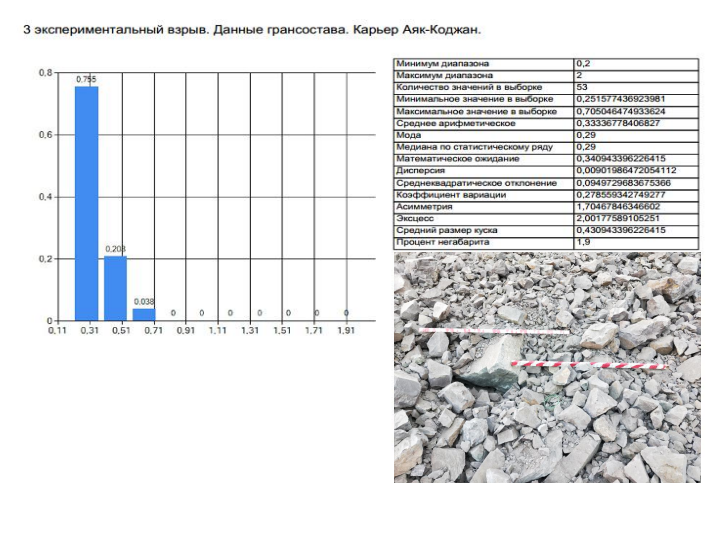 3 экспериментальный взрыв. Данные грансостава. Карьер Аяк-Коджан.
0,8
0,755
0,6
0,4
0,203
0,2
0,038
0 0 0 0 0 0 0
0
0,11 0,31 0,51 0,71 0,91 1,11 1,31 1,51 1,71 1,91
Минимум диапазона 0,2
Максимум диапазона 2
Количество значений в выборке 53
Минимальное значение в выборке 0,251577436923981
Максимальное значение в выборке 0,705046474933624
Среднее арифметическое 0,33336778406827
Мода 0,29
Медиана по статистическому ряду 0,29
Математическое ожидание 0,340943396226415
Дисперсия 0,00901986472054112
Среднеквадратическое отклонение 0,0949729683675366
Коэффициент вариации 0,278559342749277
Асимметрия 1,70467846346602
Эксцесс 2,00177589105251
Средний размер куска 0,430943396226415
Процент негабарита 1,9